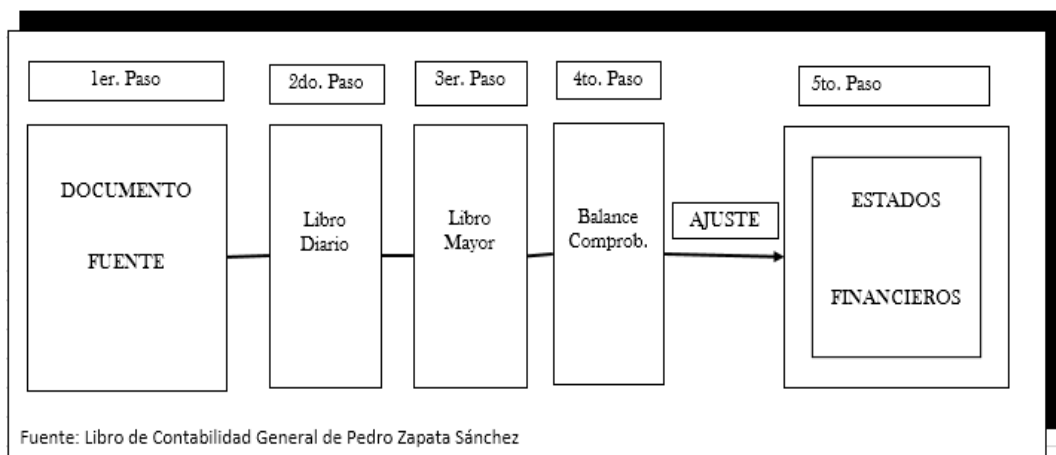 1er. Paso
2do. Paso
3er. Paso
4to. Paso
5to. Paso
DOCUMENTO
FUENTE
Libro
Diario
Libro
Mayor
Balance
Comprob.
AJUSTE
ESTADOS
FINANCIEROS
Fuente: Libro de Contabilidad General de Pedro Zapata Sánchez